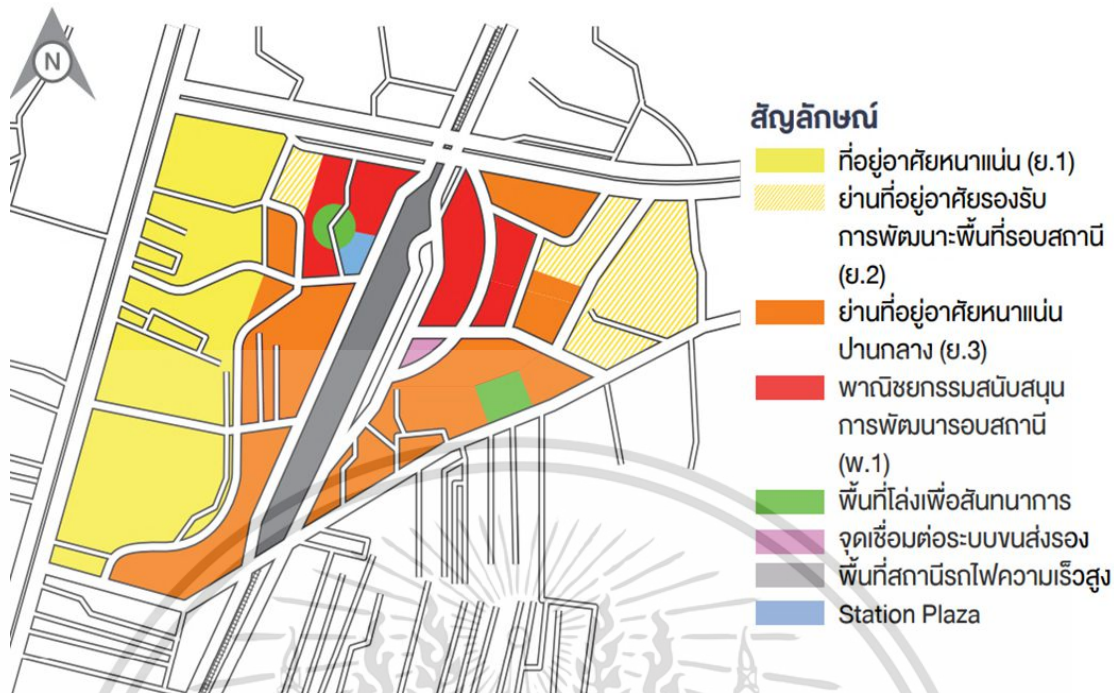 N
สัญลักษณ์
ที่อยู่อาศัยหนาแน่น (ย.1)
ย่านที่อยู่อาศัยรองรับ
การพัฒนาะพื้นที่รอบสถานี
(ย.2)
ย่านที่อยู่อาศัยหนาแน่น
ปานกลาง (ย.3)
พาณิชยกรรมสนับสนุน
การพัฒนารอบสถานี
(พ.1)
พื้นที่โล่งเพื่อสันทนาการ
จุดเชื่อมต่อระบบขนส่งรอง
พื้นที่สถานีรถไฟความเร็วสูง
Station Plaza